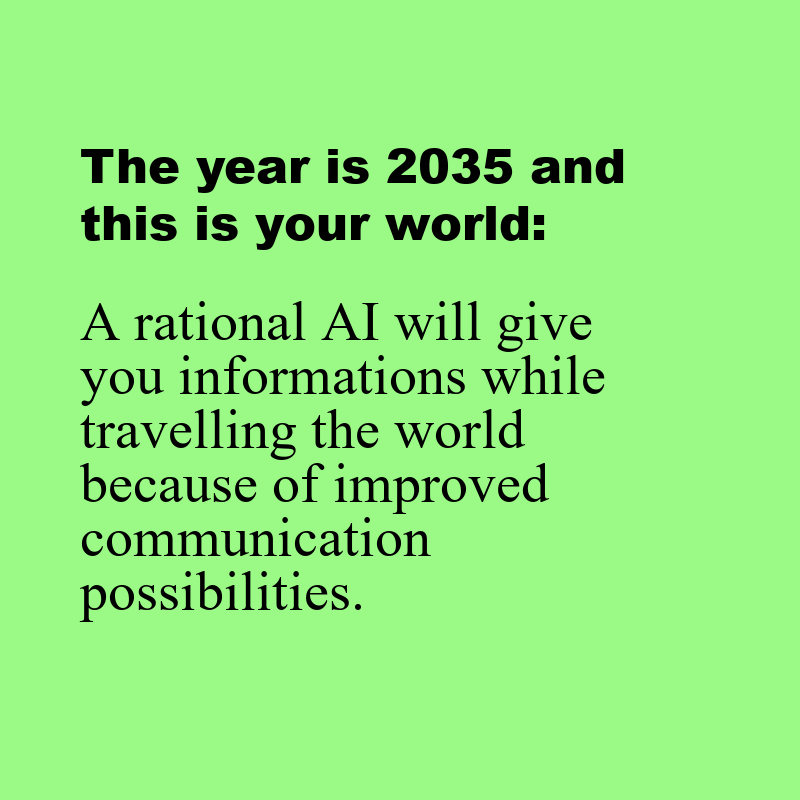 The year is 2035 and
this is your world:
A rational AI will give
you informations while
travelling the world
because of improved
communication
possibilities.